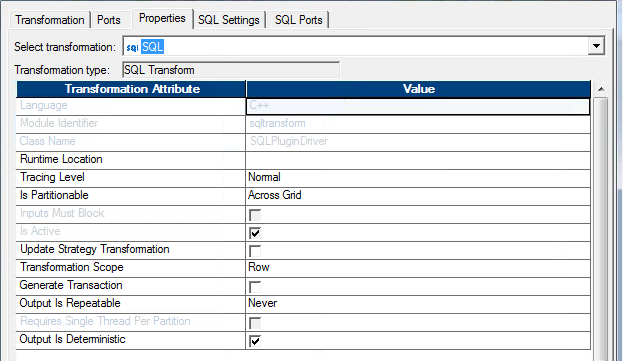 Transformation Ports Properties SQL Settings SQL Ports
Select transformation: SQL SQL
Transformation type: SQL Transform
Transformation Attribute Value
Language C++
Module Identifier sqltransform
Class Name SQLPluginDriver
Runtime Location
Tracing Level Normal
Is Partitionable Across Grid
Inputs Must Block
Is Active
Update Strategy Transformation
Transformation Scope Row
Generate Transaction
Output Is Repeatable Never
Requires Single Thread Per Partition
Output Is Deterministic